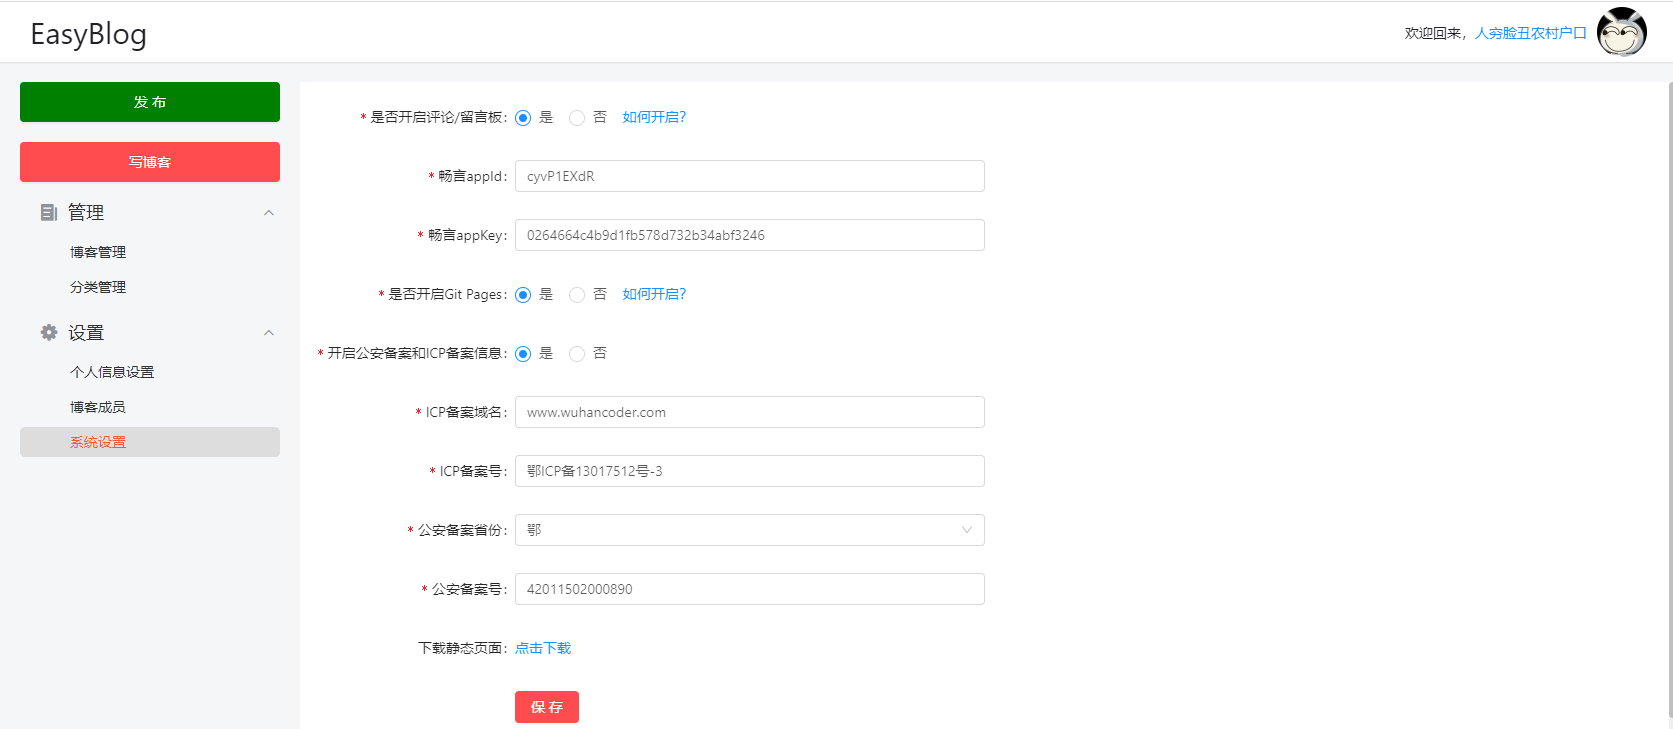 EasyBlog
欢迎回来，人穷脸丑农村户口
发 布
写博客
管理
博客管理
分类管理
设置
个人信息设置
博客成员
系统设置
* 是否开启评论/留言板： 是 否 如何开启?
* 畅言appId： cyvP1EXdR
* 畅言appKey： 0264664c4b9d1fb578d732b34abf3246
* 是否开启Git Pages： 是 否 如何开启?
* 开启公安备案和ICP备案信息： 是 否
* ICP备案域名： www.wuhancoder.com
* ICP备案号： 鄂ICP备13017512号-3
* 公安备案省份： 鄂
* 公安备案号： 42011502000890
下载静态页面： 点击下载
保 存